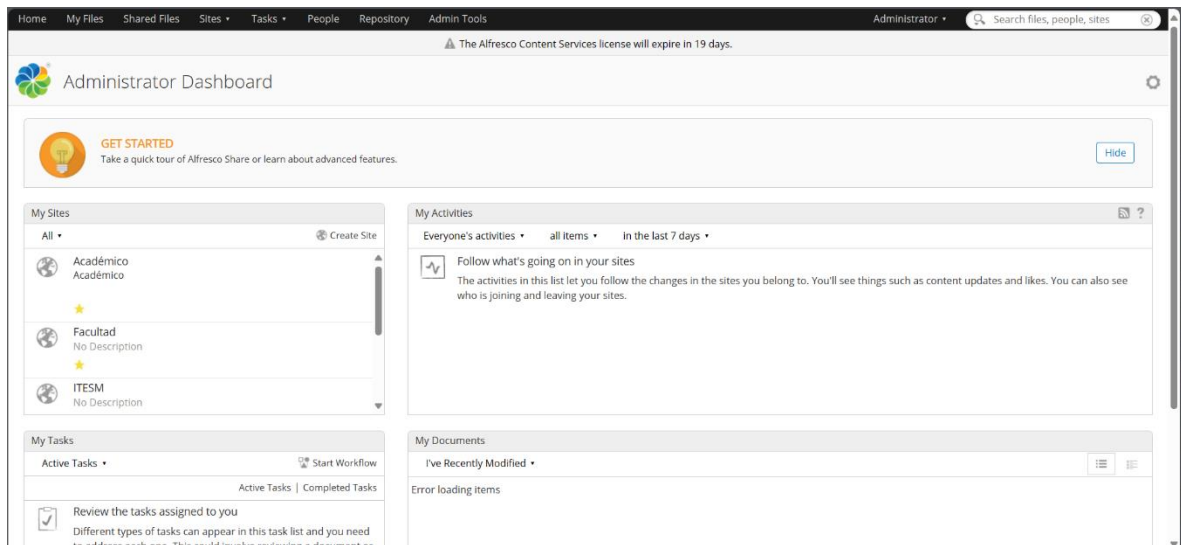 Home My Files Shared Files Sites Tasks People Repository Admin Tools Administrator Search files, people, sites
The Alfresco Content Services license will expire in 19 days.
Administrator Dashboard
GET STARTED
Take a quick tour of Alfresco Share or learn about advanced features.
Hide
My Sites
All Create Site
Académico
Académico
Facultad
No Description
ITESM
No Description
My Activities
Everyone's activities all items in the last 7 days
Follow what's going on in your sites
The activities in this list let you follow the changes in the sites you belong to. You'll see things such as content updates and likes. You can also see
who is joining and leaving your sites.
My Tasks
Active Tasks Start Workflow
Active Tasks | Completed Tasks
Review the tasks assigned to you
Different types of tasks can appear in this task list and you need
My Documents
I've Recently Modified
Error loading items